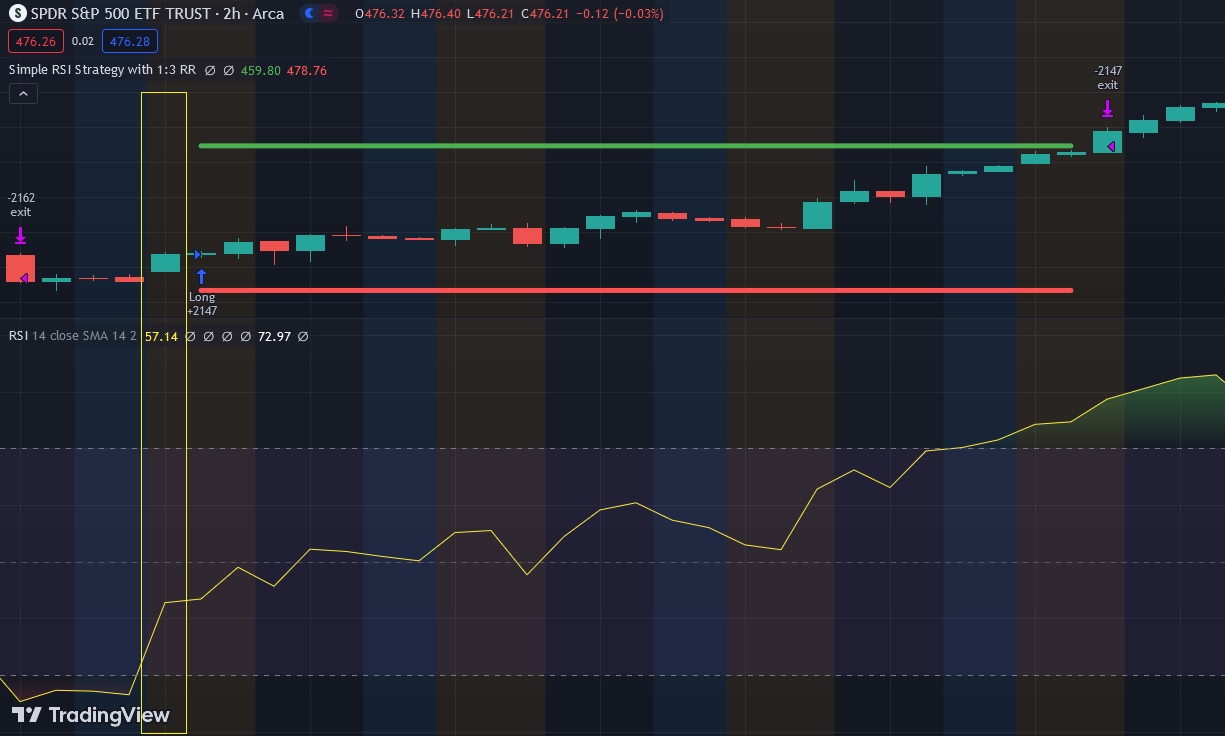 S SPDR S&P 500 ETF TRUST · 2h · Arca O476.32 H476.40 L476.21 C476.21 −0.12 (−0.03%)
476.26 0.02 476.28
Simple RSI Strategy with 1:3 RR ∅ ∅ 459.80 478.76
-2147
exit
-2162
exit
Long
+2147
RSI 14 close SMA 14 2 57.14 ∅ ∅ ∅ ∅ 72.97 ∅
TradingView